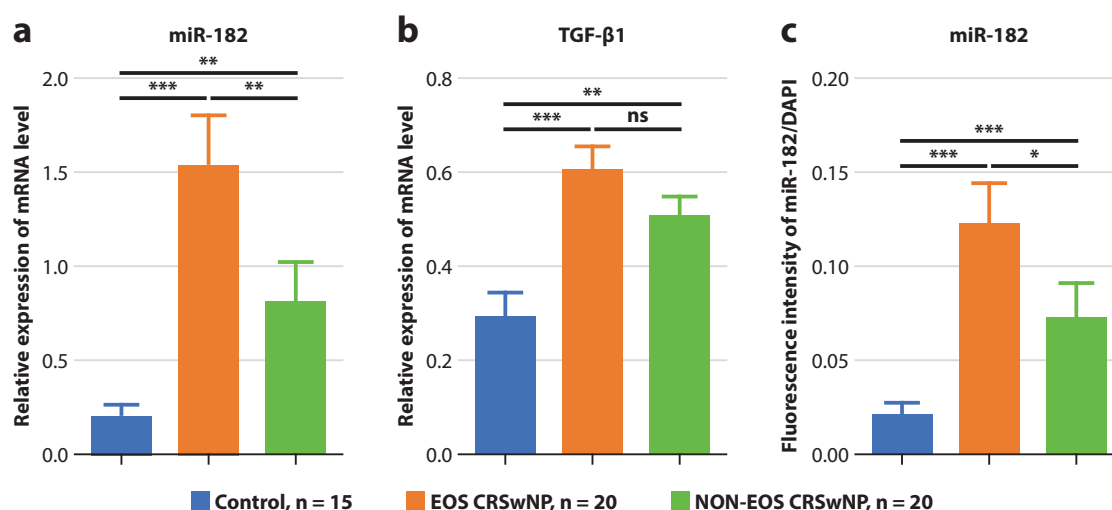 a
miR-182
Relative expression of mRNA level
2.0
1.5
1.0
0.5
0.0
**
***
**
b
TGF-β1
Relative expression of mRNA level
0.8
0.6
0.4
0.2
0.0
**
***
ns
c
miR-182
Fluorescence intensity of miR-182/DAPI
0.20
0.15
0.10
0.05
0.00
***
***
*
Control, n = 15
EOS CRSwNP, n = 20
NON-EOS CRSwNP, n = 20